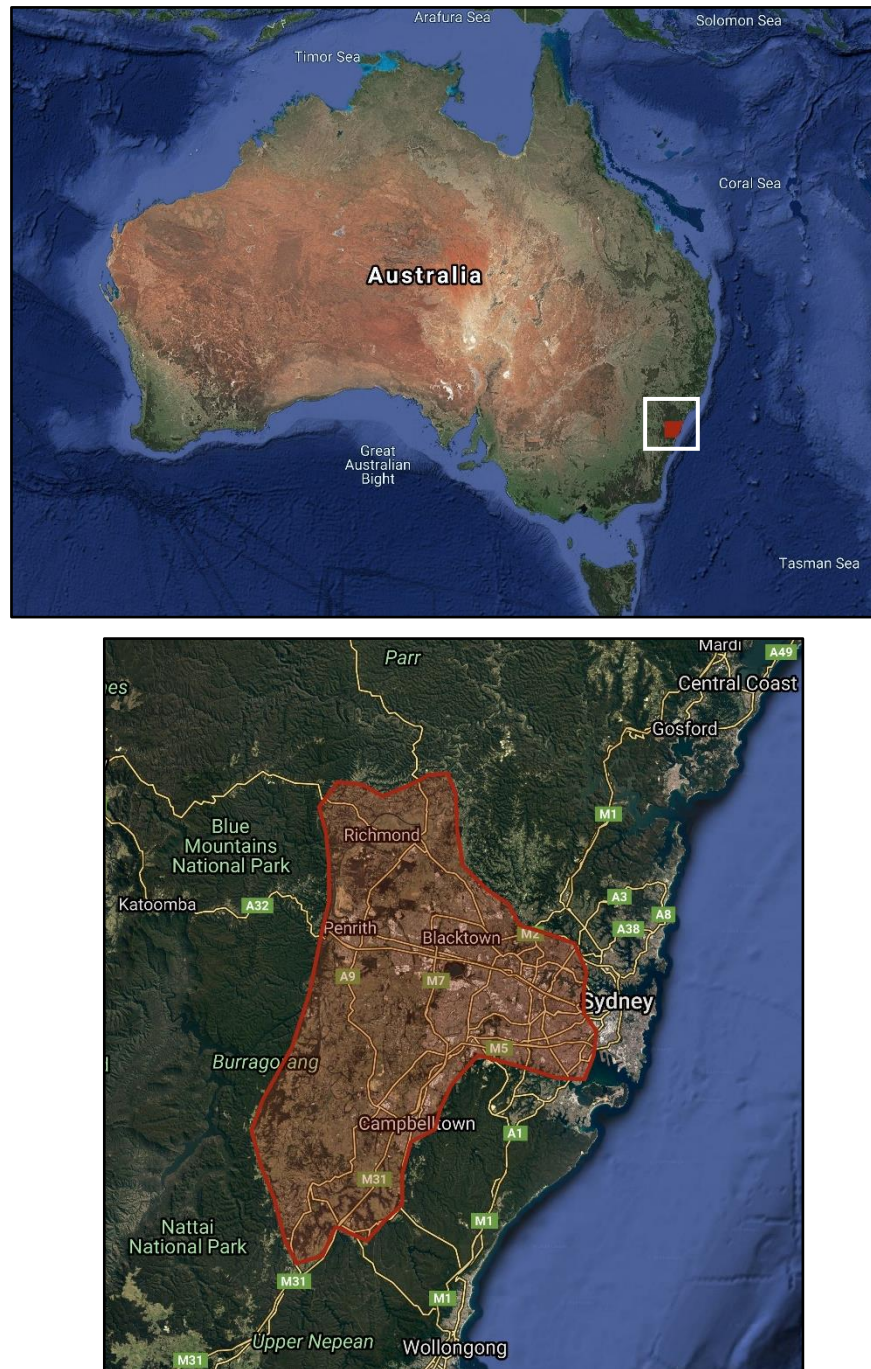 Arafura Sea
Solomon Sea
Timor Sea
Coral Sea
Australia
Great
Australian
Bight
Tasman Sea
Mardi
A49
Parr
Central Coast
Gosford
M1
Richmond
Blue
Mountains
National Park
Katoomba
A32
A3
A8
A38
Penrith
Blacktown
M2
A9
M7
Sydney
M5
Burragorang
Campbelltown
A1
M31
Nattai
National Park
M1
M31
M1
Upper Nepean
Wollongong
M31